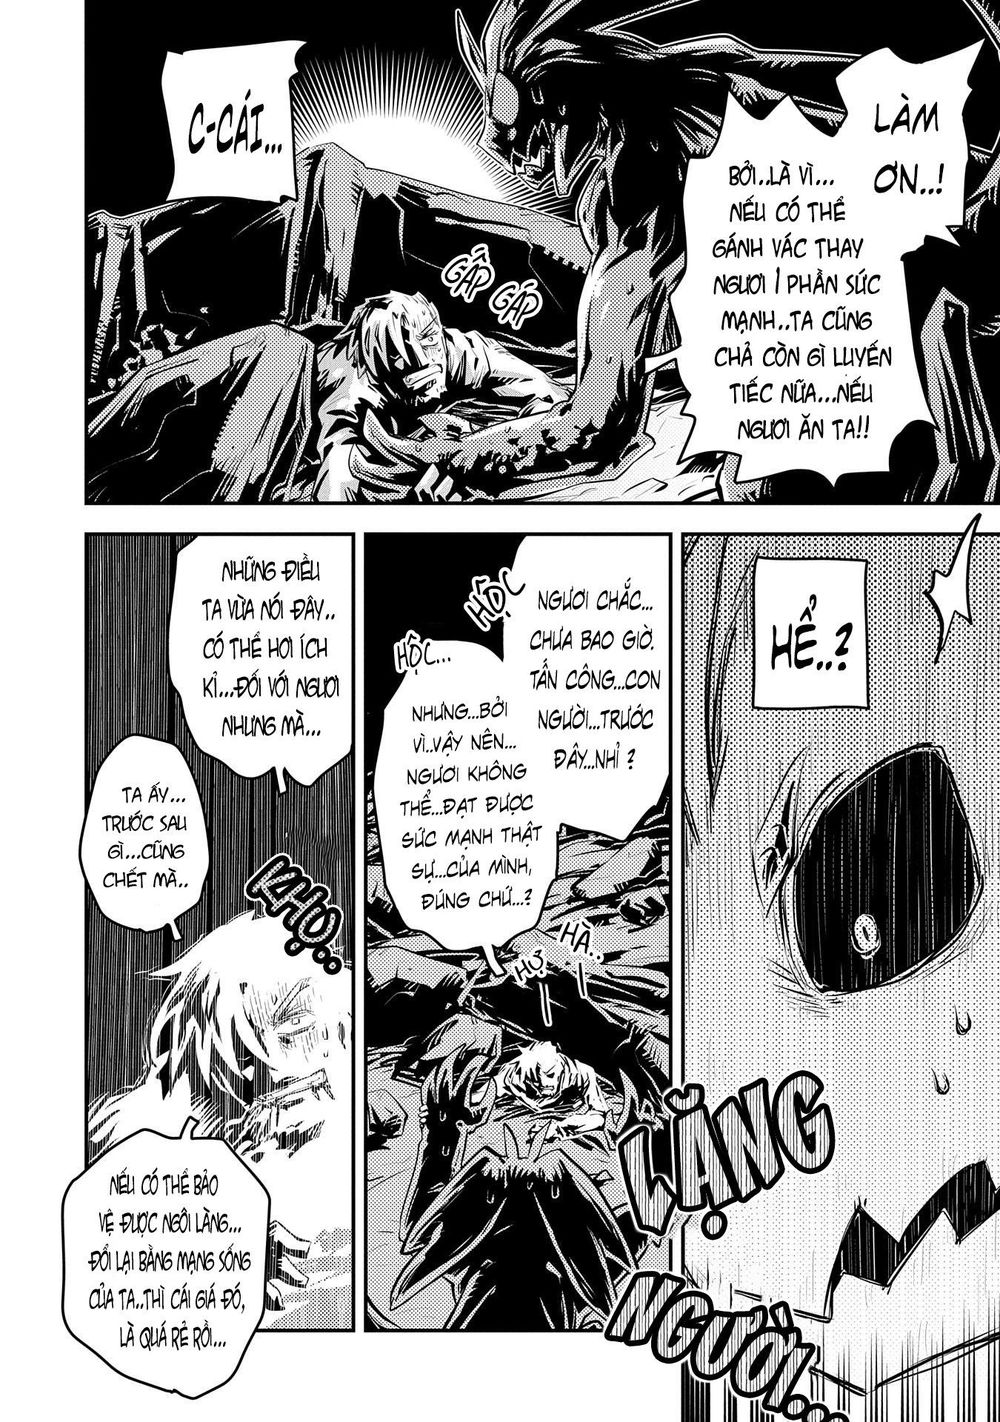 LÀM
ƠN..!
BỞI..LÀ VÌ...
NẾU CÓ THỂ
GÁNH VÁC THAY
NGƯƠI 1 PHẦN SỨC
MẠNH..TA CŨNG
CHẢ CÒN GÌ LUYẾN
TIẾC NỮA...NẾU
NGƯƠI ĂN TA!!
GẤP GÁP
C-CÁI...
HỂ..?
LẶNG
NGƯỜI...
NGƯƠI CHẮC...
CHƯA BAO GIỜ.
TẤN CÔNG...CON
NGƯỜI...TRƯỚC
ĐÂY...NHỈ ?
HỘC
HỘC...
NHƯNG...BỞI
VÌ..VẬY NÊN...
NGƯƠI KHÔNG
THỂ...ĐẠT ĐƯỢC
SỨC MẠNH THẬT
SỰ...CỦA MÌNH,
ĐÚNG CHỨ...?
HÀ..
HỰ
NHỮNG ĐIỀU
TA VỪA NÓI ĐÂY..
CÓ THỂ HƠI ÍCH
KỈ...ĐỐI VỚI NGƯƠI
NHƯNG MÀ...
TA ẤY...
TRƯỚC SAU
GÌ...CŨNG
CHẾT MÀ..
KHỤ...
NẾU CÓ THỂ BẢO
VỆ ĐƯỢC NGÔI LÀNG...
ĐỔI LẠI BẰNG MẠNG SỐNG
CỦA TA..THÌ CÁI GIÁ ĐÓ,
LÀ QUÁ RẺ RỒI...